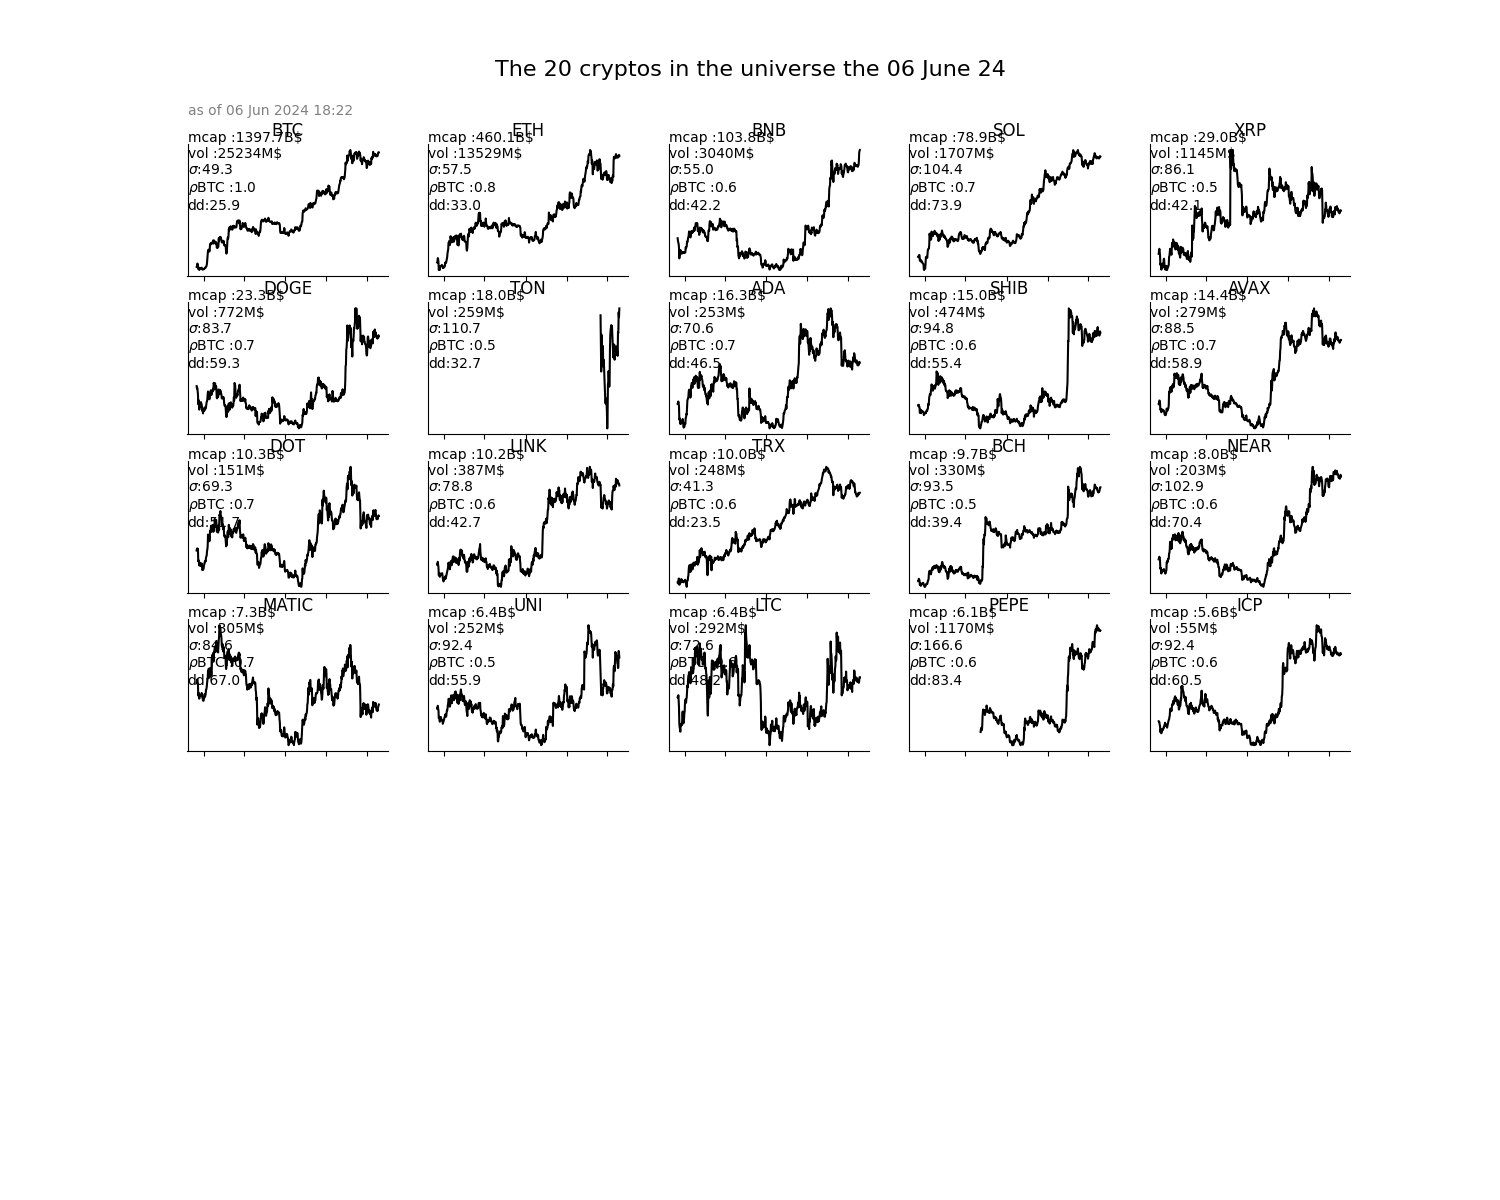 The 20 cryptos in the universe the 06 June 24
as of 06 Jun 2024 18:22
BTC
mcap :1397.7B$
vol :25234M$
σ:49.3
ρBTC :1.0
dd:25.9
ETH
mcap :460.1B$
vol :13529M$
σ:57.5
ρBTC :0.8
dd:33.0
BNB
mcap :103.8B$
vol :3040M$
σ:55.0
ρBTC :0.6
dd:42.2
SOL
mcap :78.9B$
vol :1707M$
σ:104.4
ρBTC :0.7
dd:73.9
XRP
mcap :29.0B$
vol :1145M$
σ:86.1
ρBTC :0.5
dd:42.1
DOGE
mcap :23.3B$
vol :772M$
σ:83.7
ρBTC :0.7
dd:59.3
TON
mcap :18.0B$
vol :259M$
σ:110.7
ρBTC :0.5
dd:32.7
ADA
mcap :16.3B$
vol :253M$
σ:70.6
ρBTC :0.7
dd:46.5
SHIB
mcap :15.0B$
vol :474M$
σ:94.8
ρBTC :0.6
dd:55.4
AVAX
mcap :14.4B$
vol :279M$
σ:88.5
ρBTC :0.7
dd:58.9
DOT
mcap :10.3B$
vol :151M$
σ:69.3
ρBTC :0.7
LINK
mcap :10.2B$
vol :387M$
σ:78.8
ρBTC :0.6
dd:42.7
TRX
mcap :10.0B$
vol :248M$
σ:41.3
ρBTC :0.6
dd:23.5
BCH
mcap :9.7B$
vol :330M$
σ:93.5
ρBTC :0.5
dd:39.4
NEAR
mcap :8.0B$
vol :203M$
σ:102.9
ρBTC :0.6
dd:70.4
MATIC
mcap :7.3B$
vol :305M$
σ:84.6
ρBTC :0.7
dd:67.0
UNI
mcap :6.4B$
vol :252M$
σ:92.4
ρBTC :0.5
dd:55.9
LTC
mcap :6.4B$
vol :292M$
σ:72.6
dd:48.2
PEPE
mcap :6.1B$
vol :1170M$
σ:166.6
ρBTC :0.6
dd:83.4
ICP
mcap :5.6B$
vol :55M$
σ:92.4
ρBTC :0.6
dd:60.5